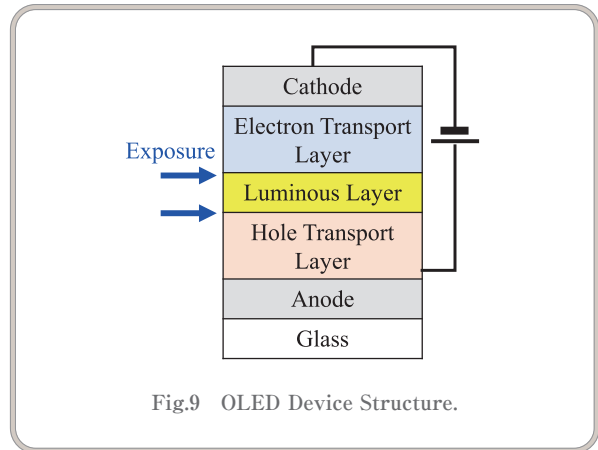 Cathode
Electron Transport
Layer
Exposure
Luminous Layer
Hole Transport
Layer
Anode
Glass
Fig.9 OLED Device Structure.